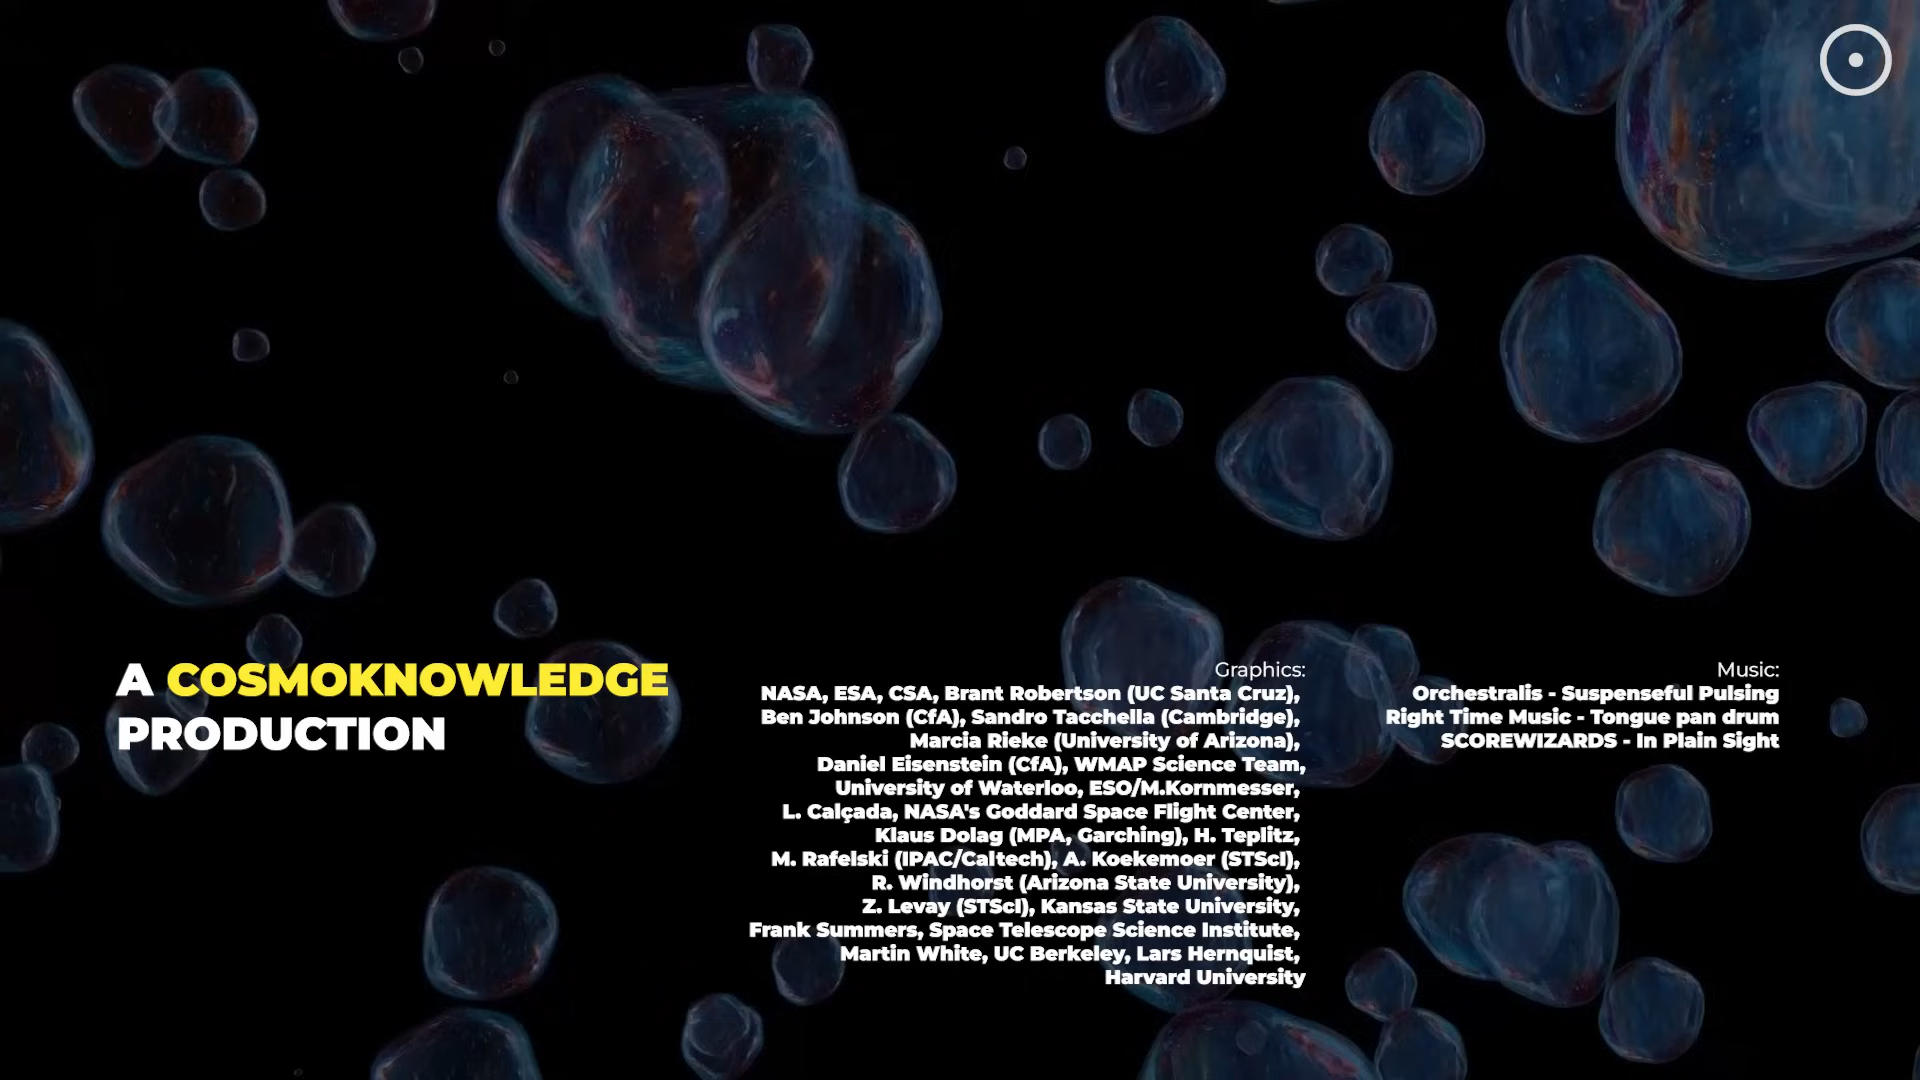 A COSMOKNOWLEDGE
PRODUCTION
Graphics:
NASA, ESA, CSA, Brant Robertson (UC Santa Cruz),
Ben Johnson (CfA), Sandro Tacchella (Cambridge),
Marcia Rieke (University of Arizona),
Daniel Eisenstein (CfA), WMAP Science Team,
University of Waterloo, ESO/M.Kornmesser,
L. Calçada, NASA's Goddard Space Flight Center,
Klaus Dolag (MPA, Garching), H. Teplitz,
M. Rafelski (IPAC/Caltech), A. Koekemoer (STScI),
R. Windhorst (Arizona State University),
Z. Levay (STScI), Kansas State University,
Frank Summers, Space Telescope Science Institute,
Martin White, UC Berkeley, Lars Hernquist,
Harvard University
Music:
Orchestralis - Suspenseful Pulsing
Right Time Music - Tongue pan drum
SCOREWIZARDS - In Plain Sight